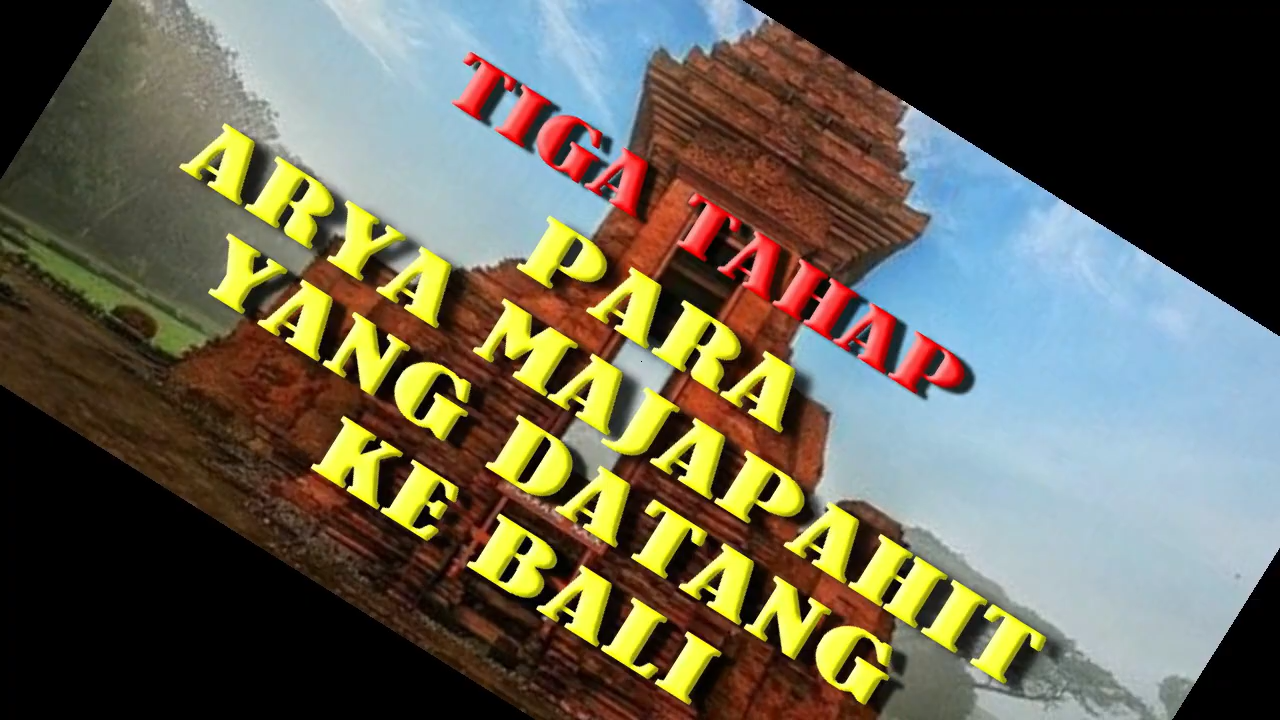 TIGA TAHAP
PARA
ARYA MAJAPAHIT
YANG DATANG
KE BALI